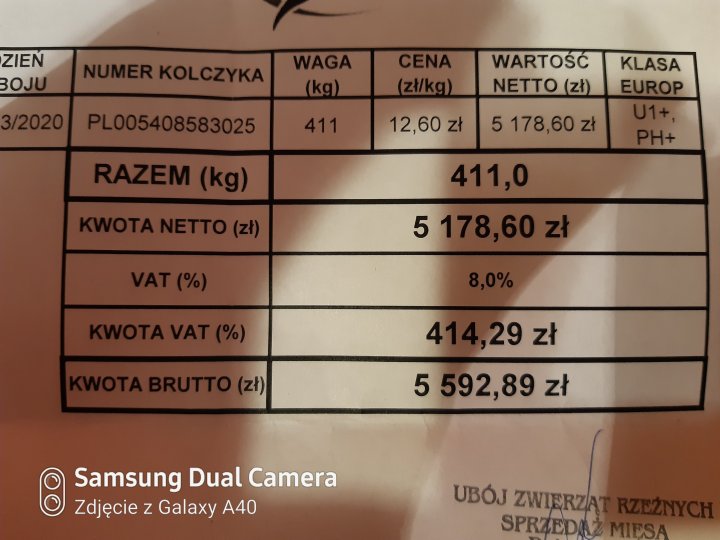 DZIEŃ NUMER KOLCZYKA WAGA (kg) CENA (zł/kg) WARTOŚĆ NETTO (zł) KLASA EUROP
BOJU
3/2020 PL005408583025 411 12,60 zł 5 178,60 zł U1+, PH+
RAZEM (kg) 411,0
KWOTA NETTO (zł) 5 178,60 zł
VAT (%) 8,0%
KWOTA VAT (%) 414,29 zł
KWOTA BRUTTO (zł) 5 592,89 zł
Samsung Dual Camera
Zdjęcie z Galaxy A40
UBÓJ ZWIERZĄT RZEŹNYCH
SPRZEDAŻ MIĘSA